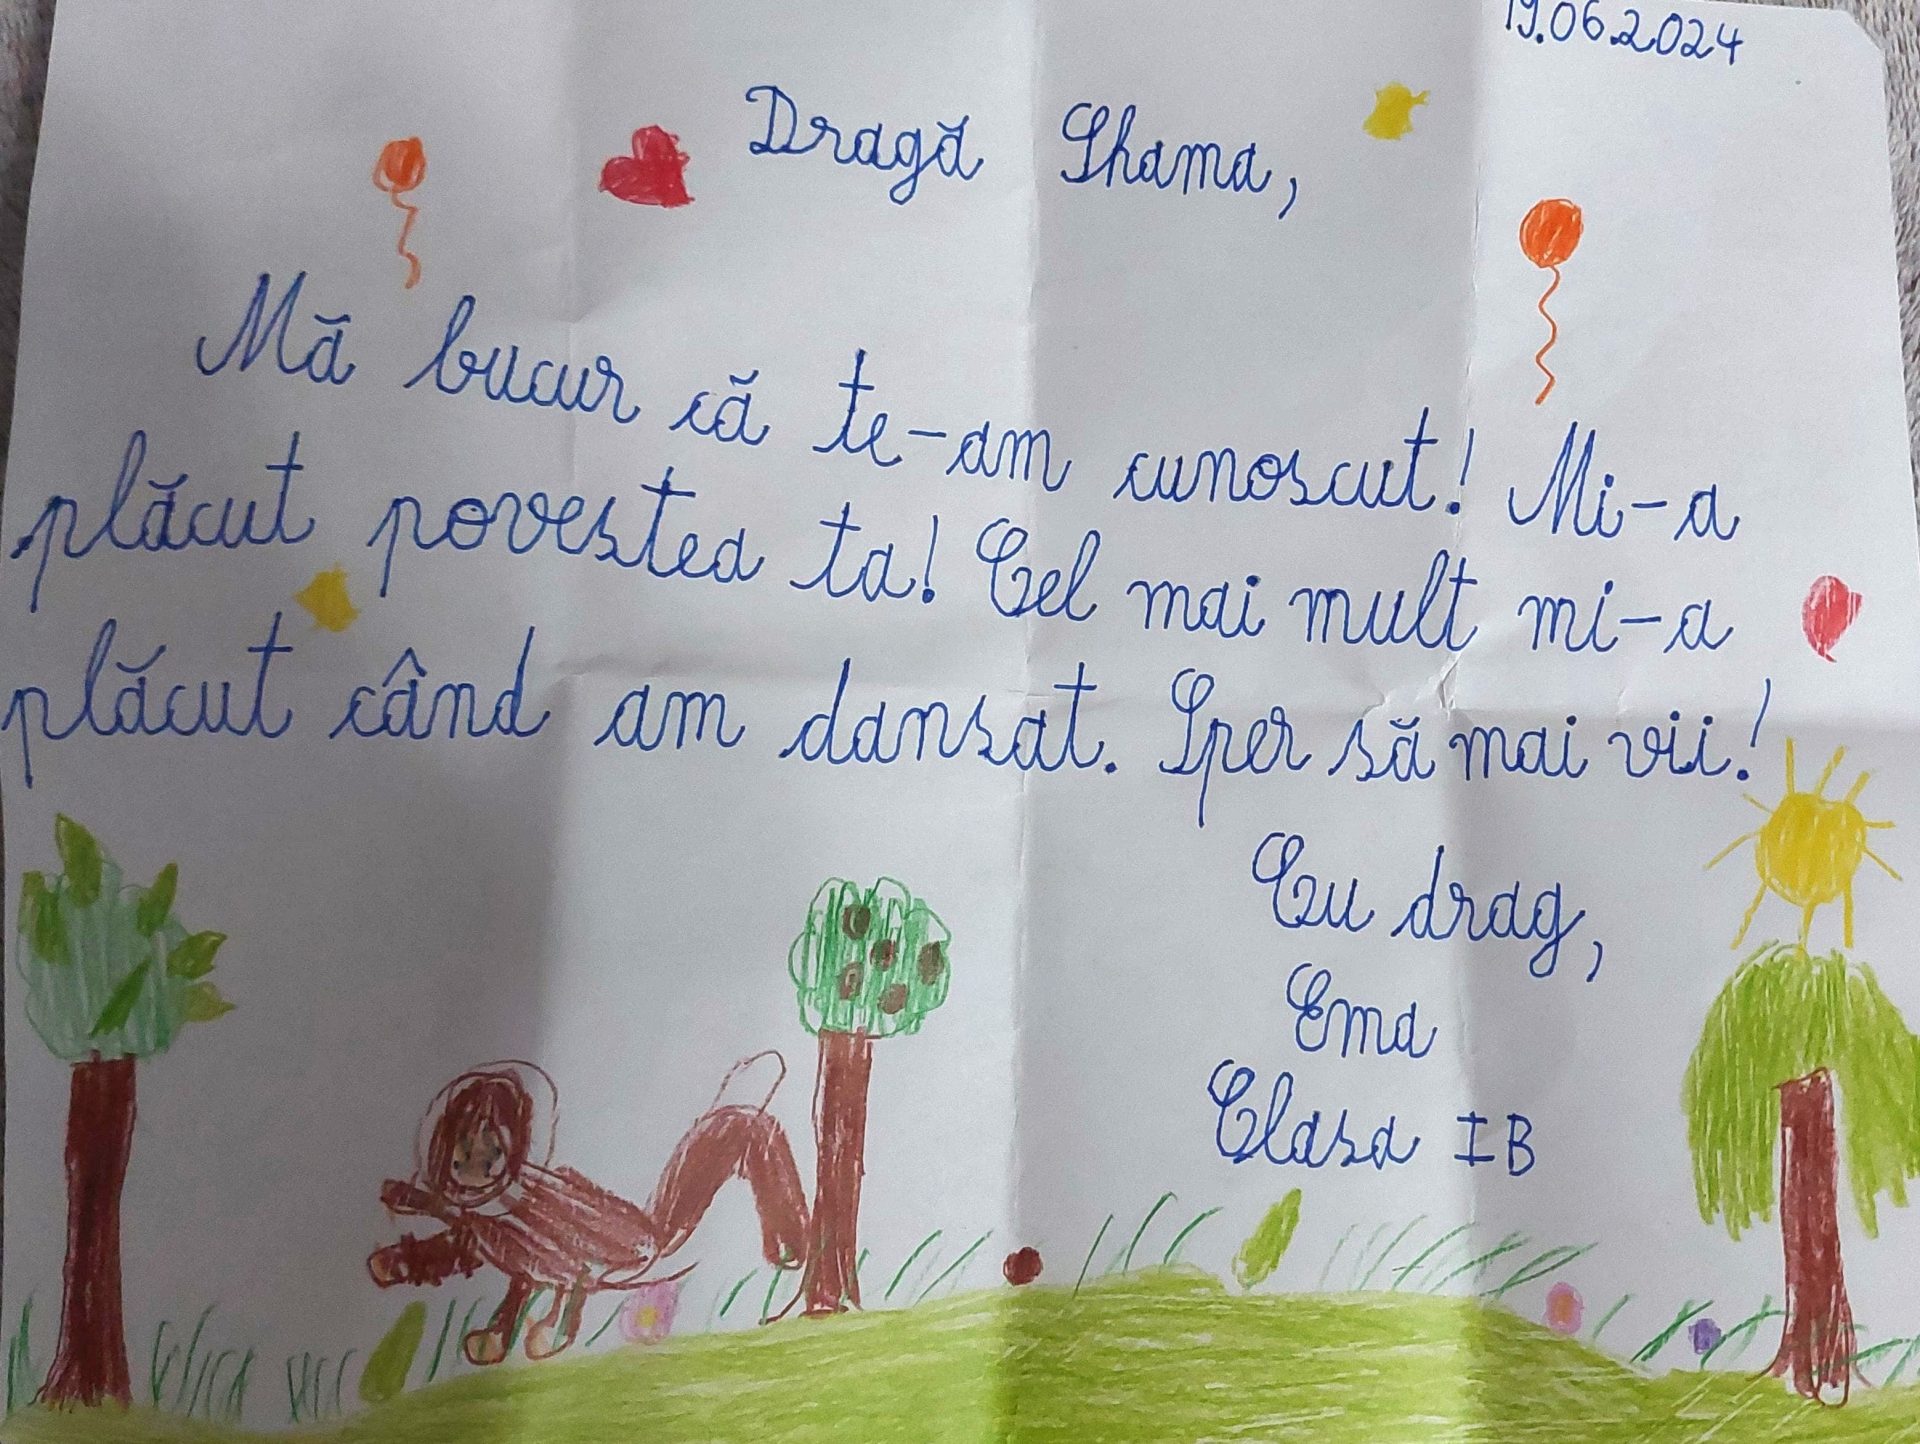 19.06.2024
Dragă Shama,
Mă bucur că te-am cunoscut! Mi-a
plăcut povestea ta! Cel mai mult mi-a
plăcut când am dansat. Sper să mai vii!
Cu drag,
Ema
Clasa I B